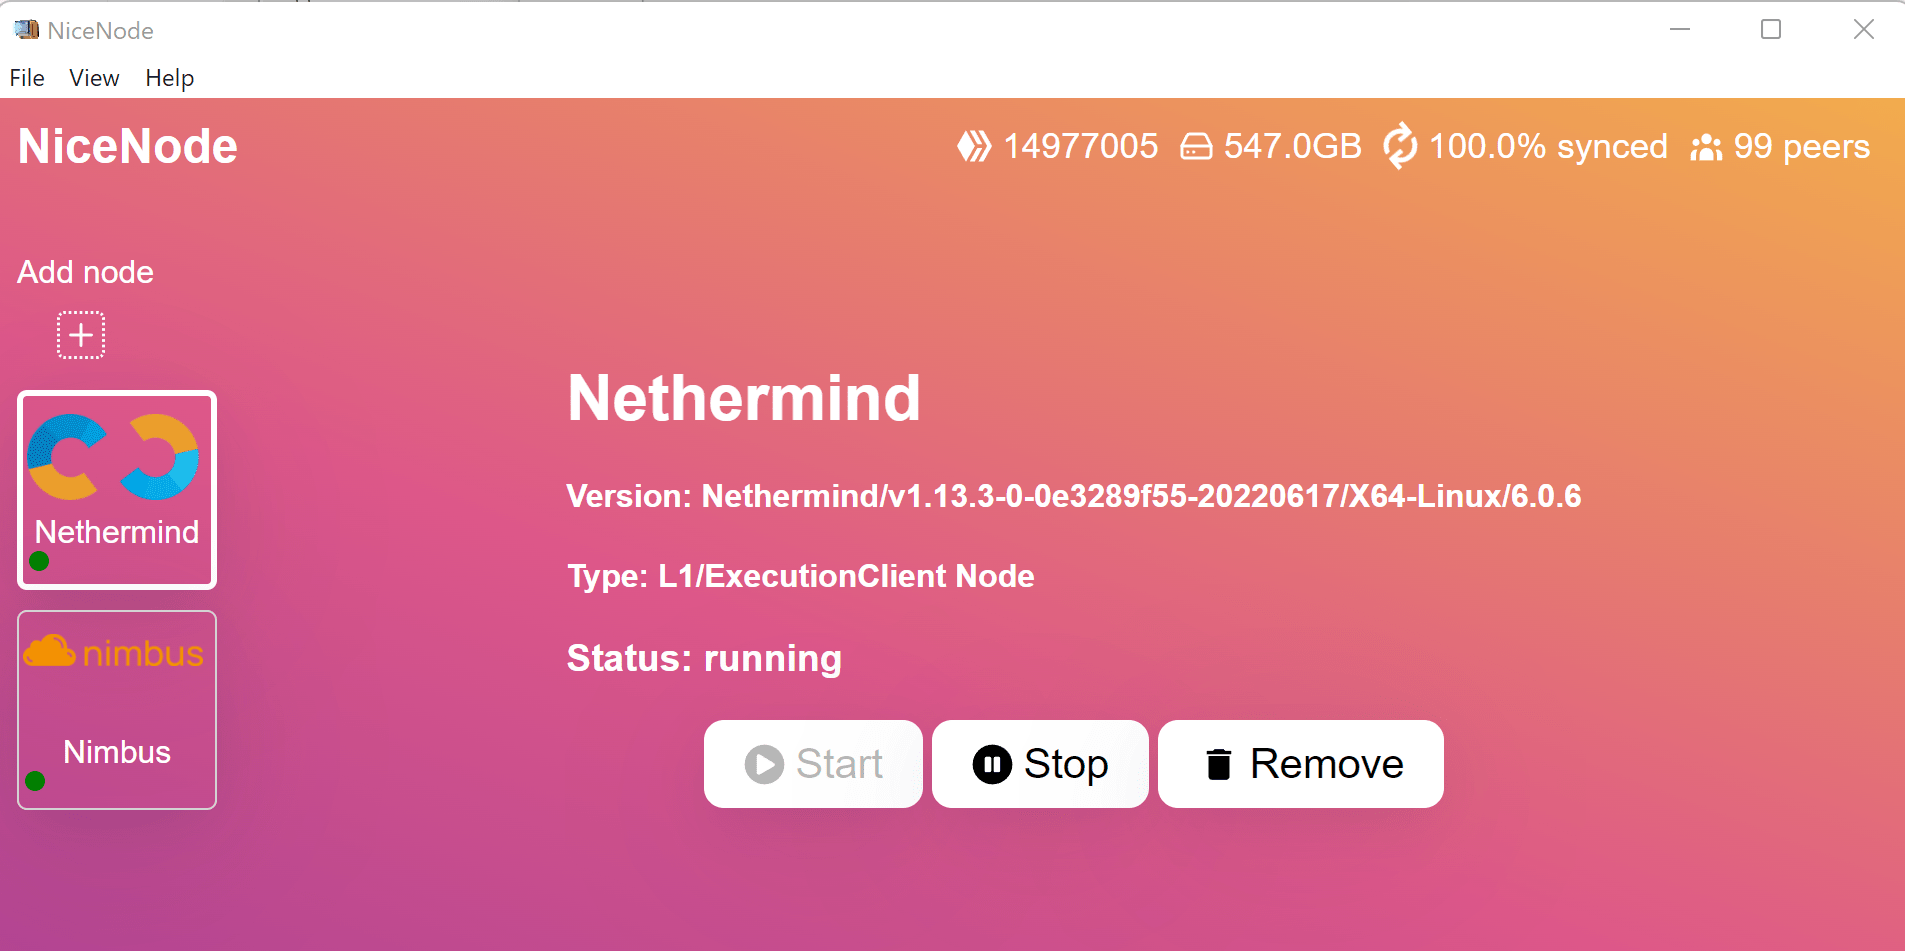 NiceNode
File View Help
NiceNode 14977005 547.0GB 100.0% synced 99 peers
Add node
Nethermind
nimbus
Nimbus
Nethermind
Version: Nethermind/v1.13.3-0-0e3289f55-20220617/X64-Linux/6.0.6
Type: L1/ExecutionClient Node
Status: running
Start Stop Remove